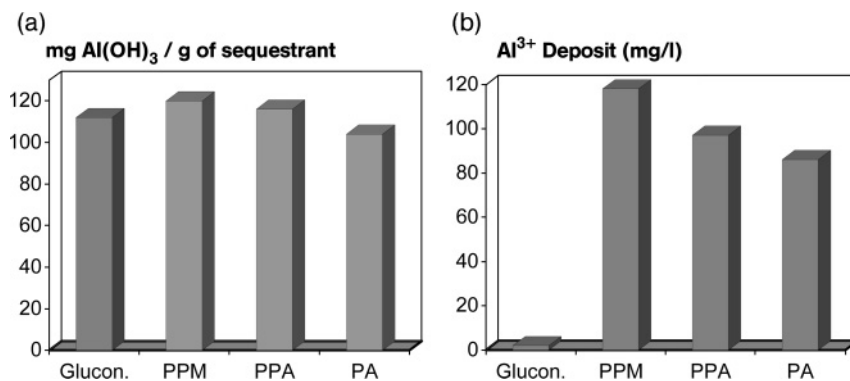 (a)
mg Al(OH)3 / g of sequestrant
120
100
80
60
40
20
0
Glucon. PPM PPA PA
(b)
Al3+ Deposit (mg/l)
120
100
80
60
40
20
0
Glucon. PPM PPA PA